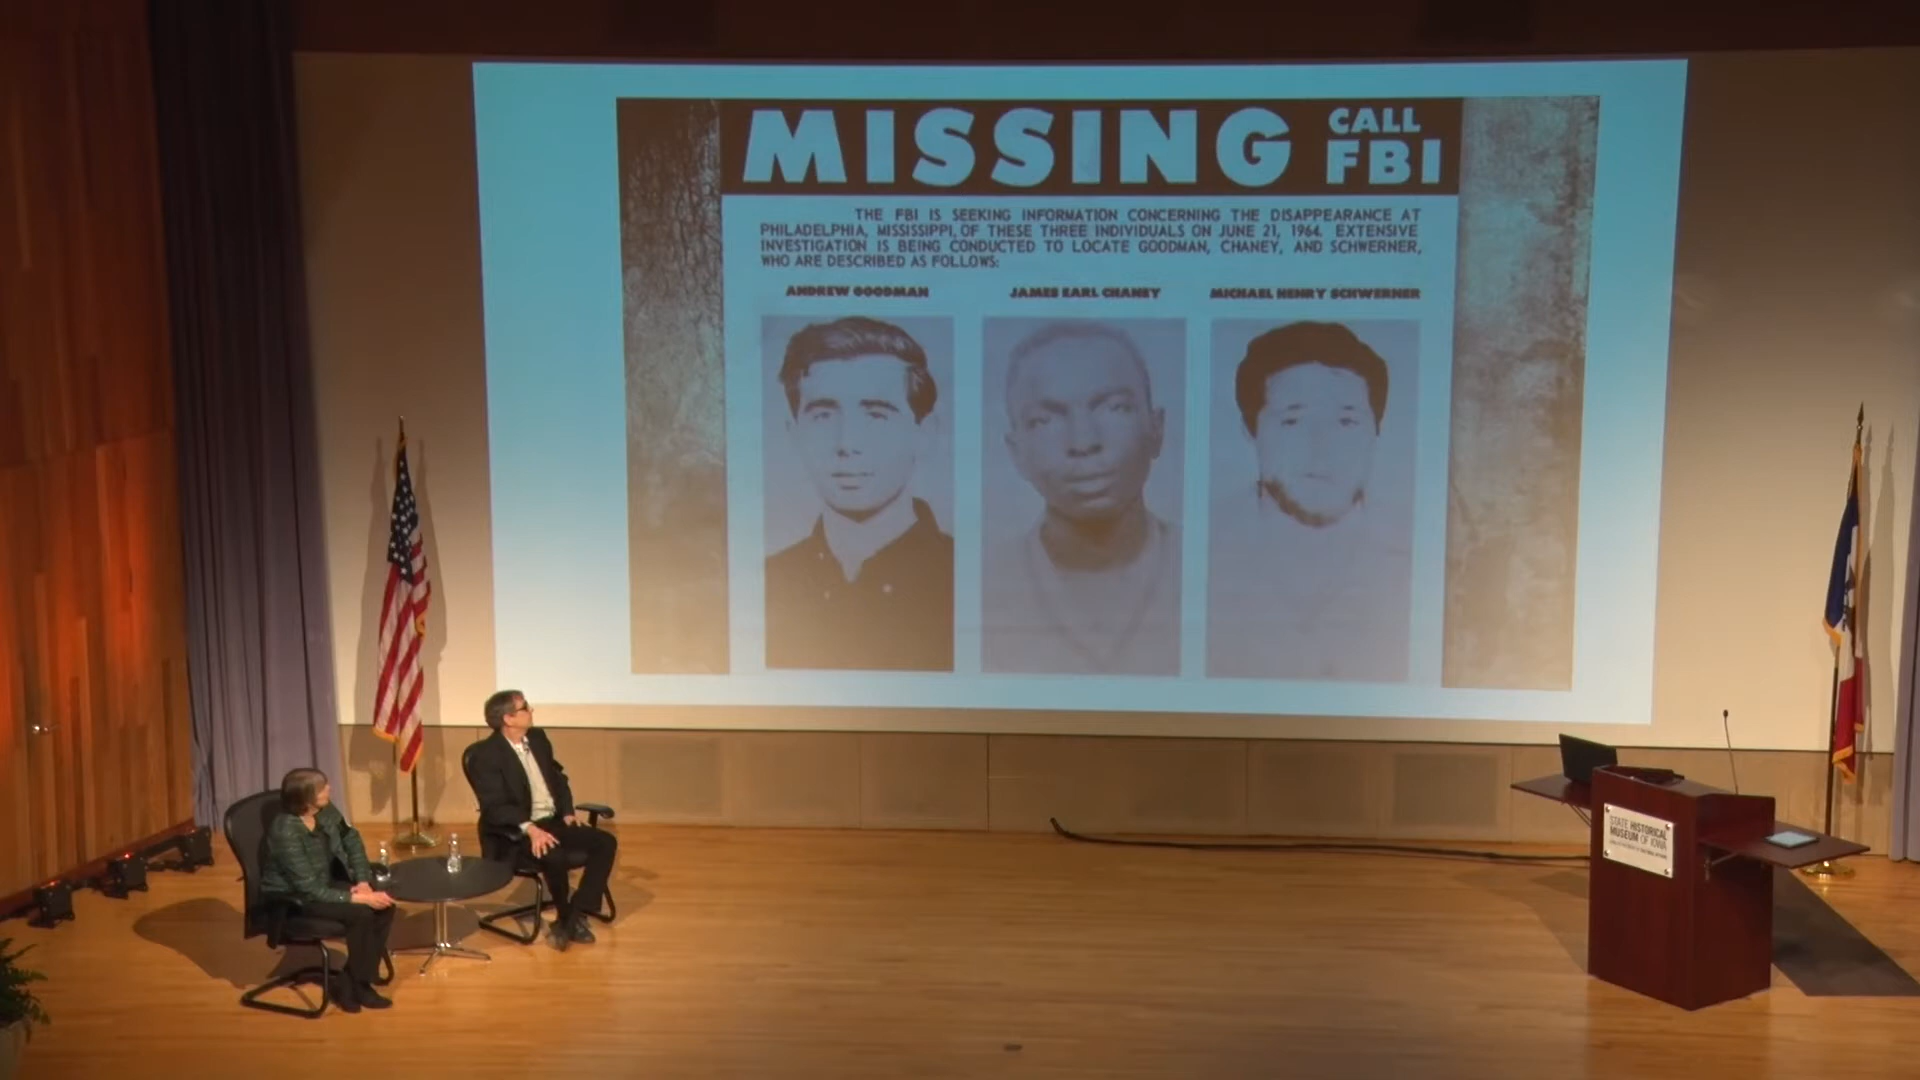 MISSING CALL FBI
THE FBI IS SEEKING INFORMATION CONCERNING THE DISAPPEARANCE AT
PHILADELPHIA, MISSISSIPPI, OF THESE THREE INDIVIDUALS ON JUNE 21, 1964. EXTENSIVE
INVESTIGATION IS BEING CONDUCTED TO LOCATE GOODMAN, CHANEY, AND SCHWERNER,
WHO ARE DESCRIBED AS FOLLOWS:
ANDREW GOODMAN
JAMES EARL CHANEY
MICHAEL HENRY SCHWERNER
STATE HISTORICAL
MUSEUM OF IOWA